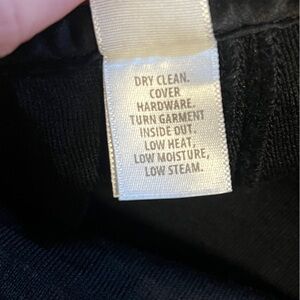 DRY CLEAN.
COVER
HARDWARE.
TURN GARMENT
INSIDE OUT.
LOW HEAT,
LOW MOISTURE,
LOW STEAM.